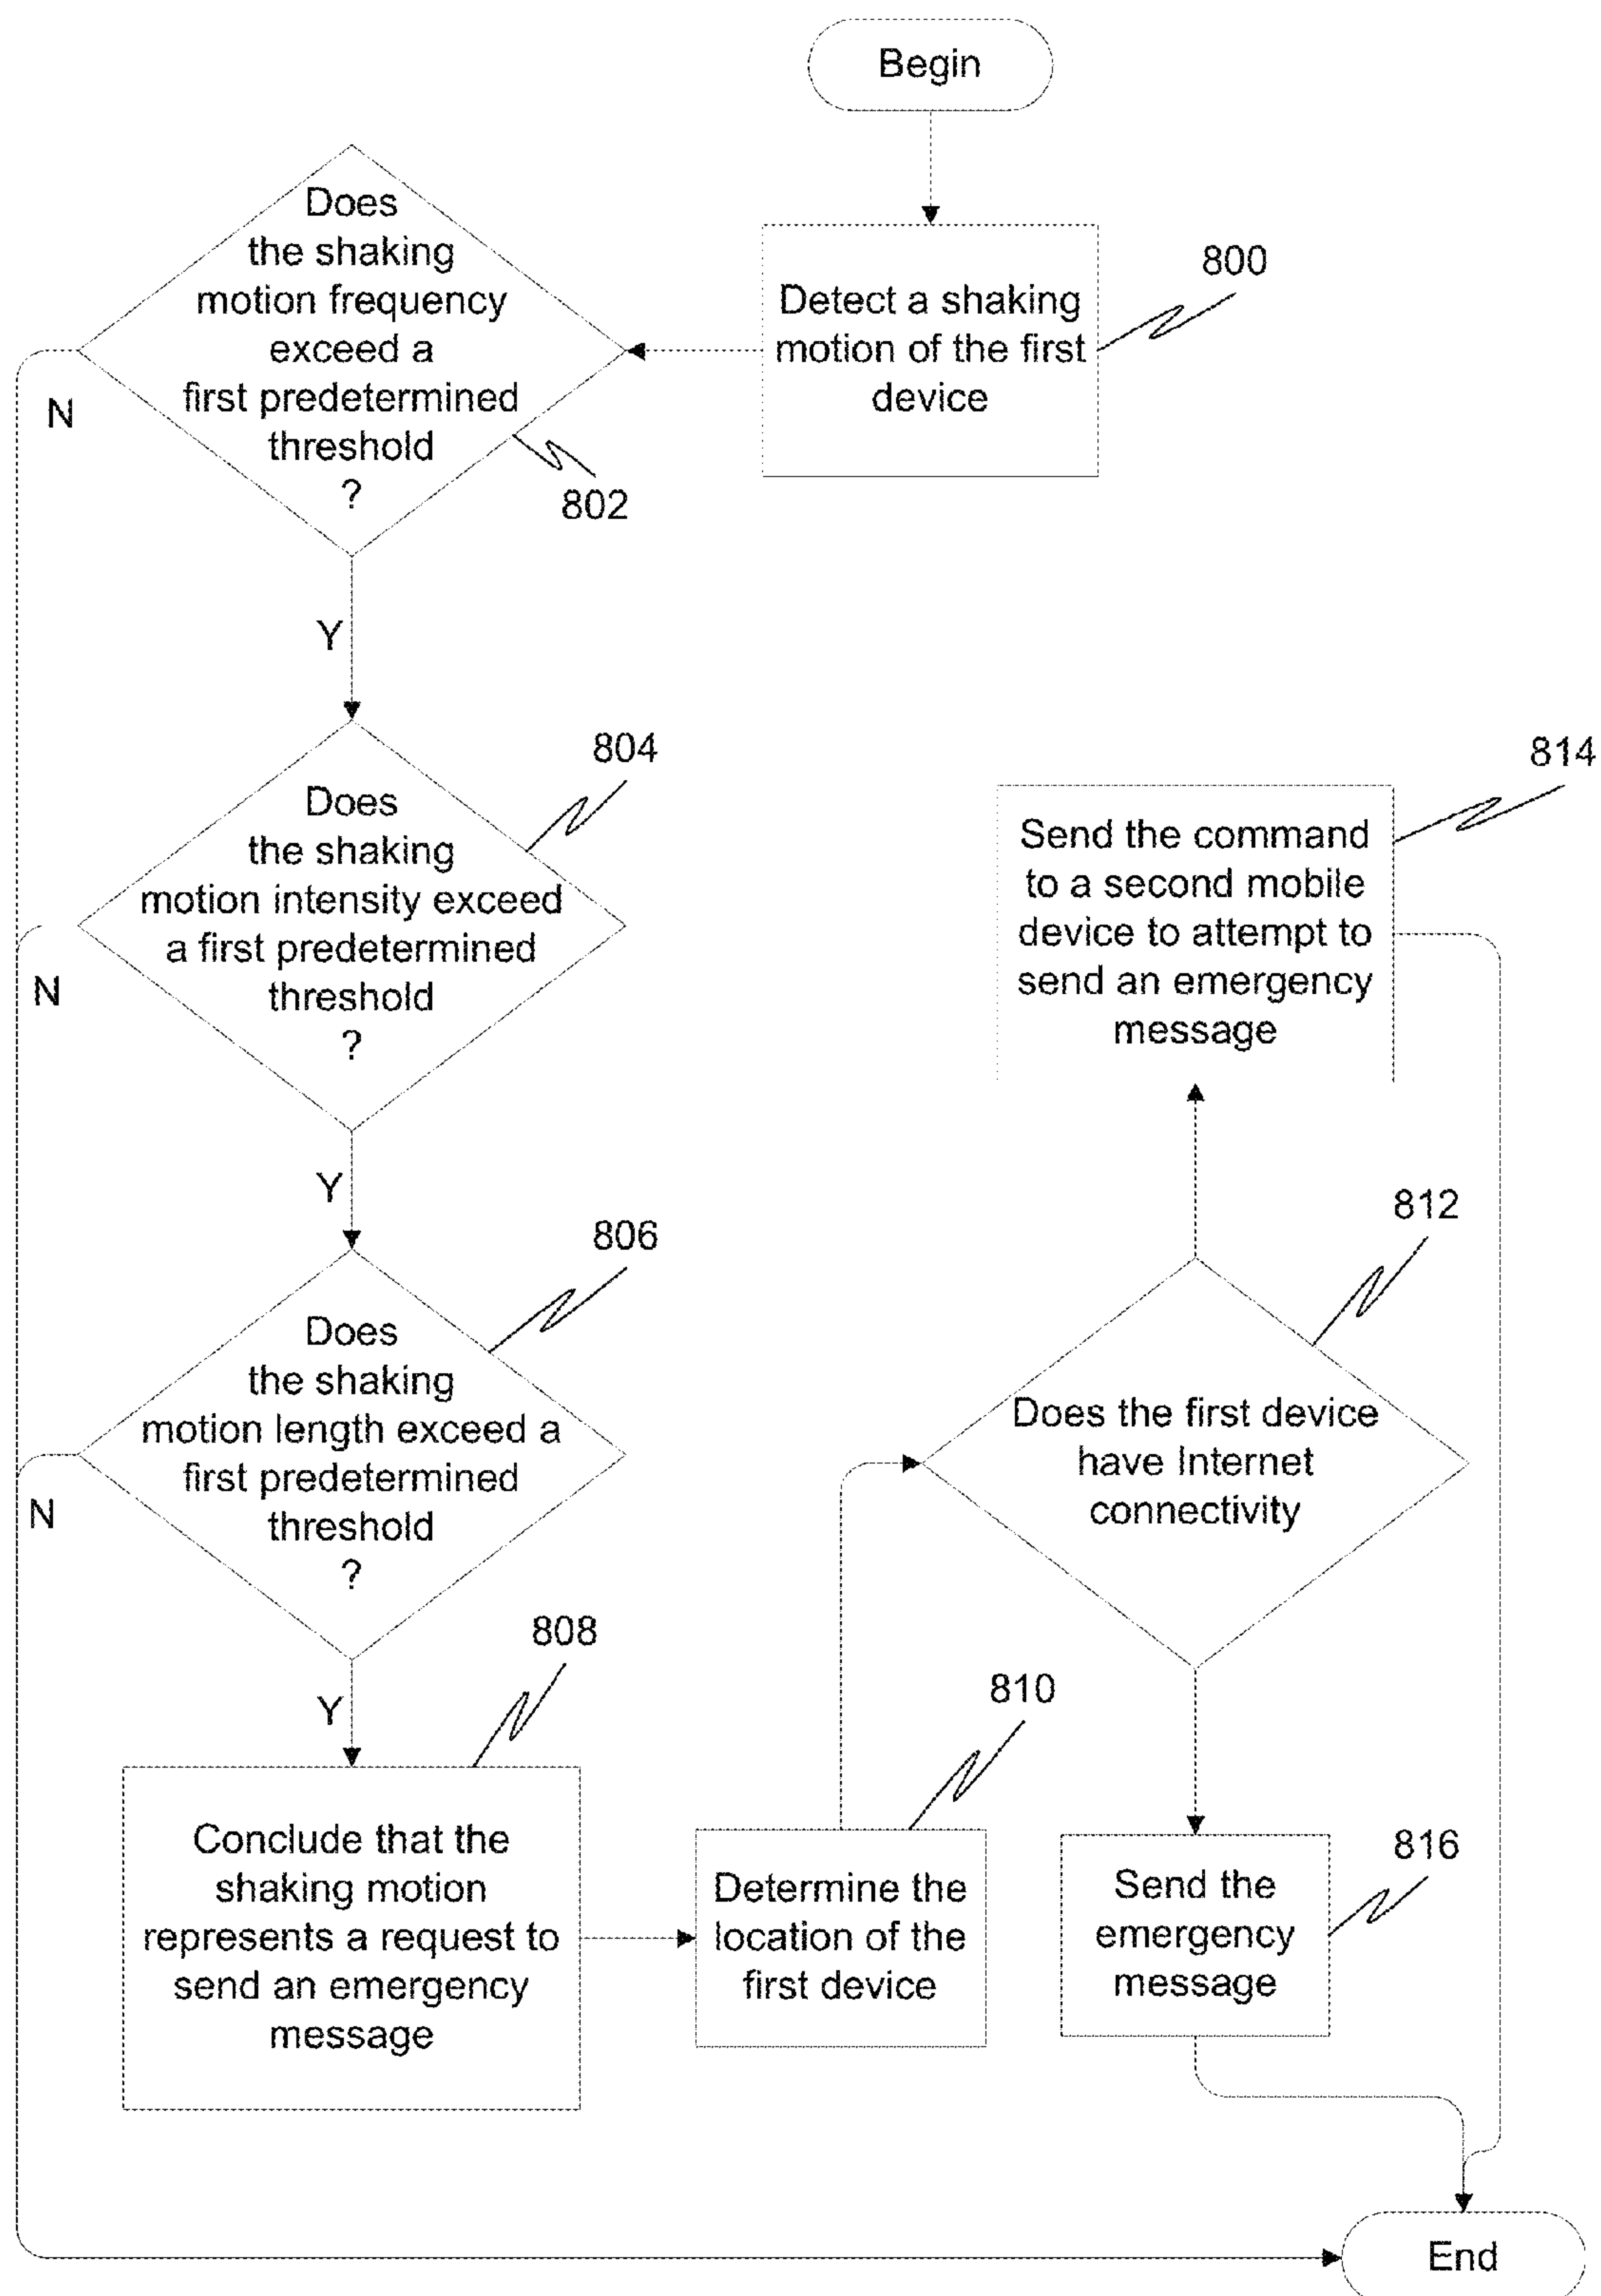 Begin
Detect a shaking
motion of the first
device
800
Does
the shaking
motion frequency
exceed a
first predetermined
threshold
?
802
N
Y
804
Does
the shaking
motion intensity exceed
a first predetermined
threshold
?
N
Y
806
Does
the shaking
motion length exceed a
first predetermined
threshold
?
N
Y
808
Conclude that the
shaking motion
represents a request to
send an emergency
message
810
Determine the
location of the
first device
812
Does the first device
have Internet
connectivity
814
Send the command
to a second mobile
device to attempt to
send an emergency
message
816
Send the
emergency
message
End